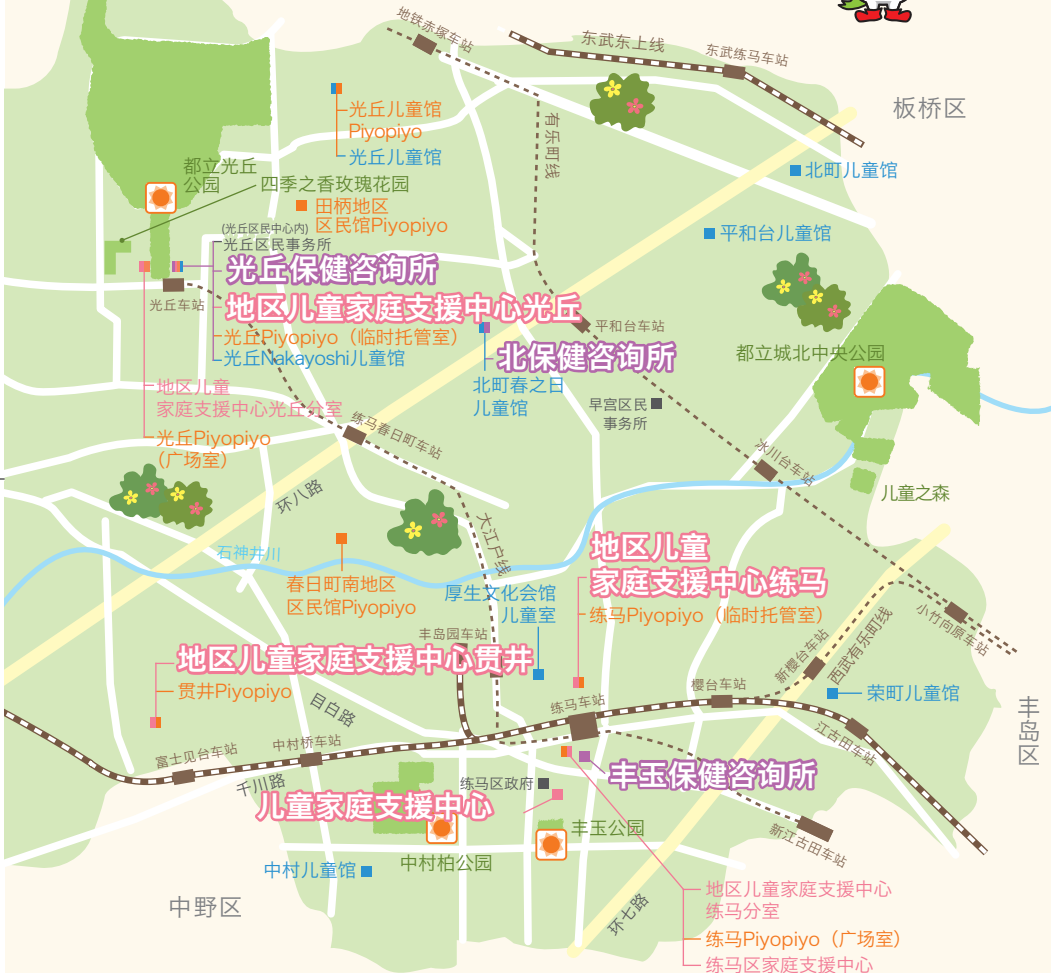 地铁赤塚车站
东武东上线
东武练马车站
板桥区
光丘儿童馆
Piyopiyo
光丘儿童馆
有乐町线
北町儿童馆
都立光丘
公园
四季之香玫瑰花园
田柄地区
区民馆Piyopiyo
平和台儿童馆
(光丘区民中心内)
光丘区民事务所
光丘保健咨询所
地区儿童家庭支援中心光丘
光丘车站
光丘Piyopiyo（临时托管室）
光丘Nakayoshi儿童馆
平和台车站
北保健咨询所
都立城北中央公园
北町春之日
儿童馆
早宫区民
事务所
地区儿童
家庭支援中心光丘分室
光丘Piyopiyo
（广场室）
练马春日町车站
冰川台车站
儿童之森
环八路
大江户线
石神井川
春日町南地区
区民馆Piyopiyo
厚生文化会馆
儿童室
地区儿童
家庭支援中心练马
练马Piyopiyo（临时托管室）
小竹向原车站
丰岛园车站
新樱台车站
西武有乐町线
地区儿童家庭支援中心贯井
贯井Piyopiyo
目白路
练马车站
樱台车站
荣町儿童馆
丰岛区
江古田车站
富士见台车站
中村桥车站
千川路
练马区政府
丰玉保健咨询所
儿童家庭支援中心
丰玉公园
新江古田车站
中村儿童馆
中村柏公园
中野区
环七路
地区儿童家庭支援中心
练马分室
练马Piyopiyo（广场室）
练马区家庭支援中心